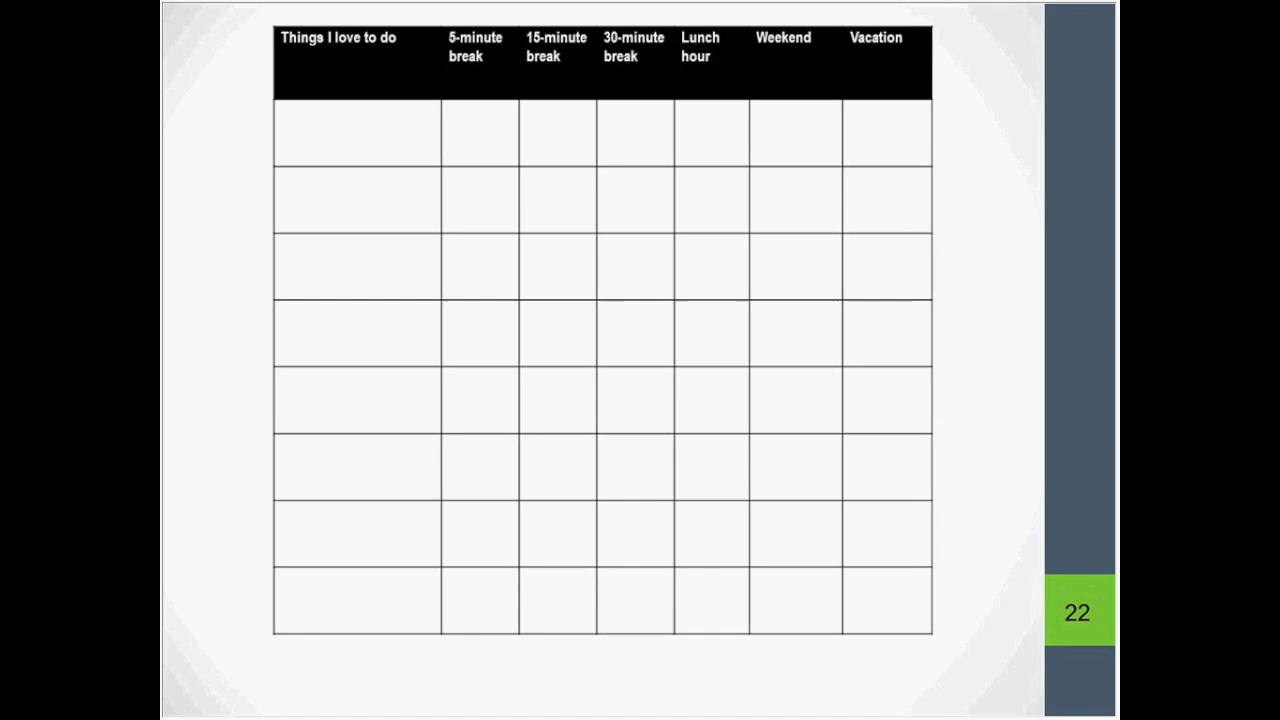 Things I love to do
5-minute break
15-minute break
30-minute break
Lunch hour
Weekend
Vacation
22